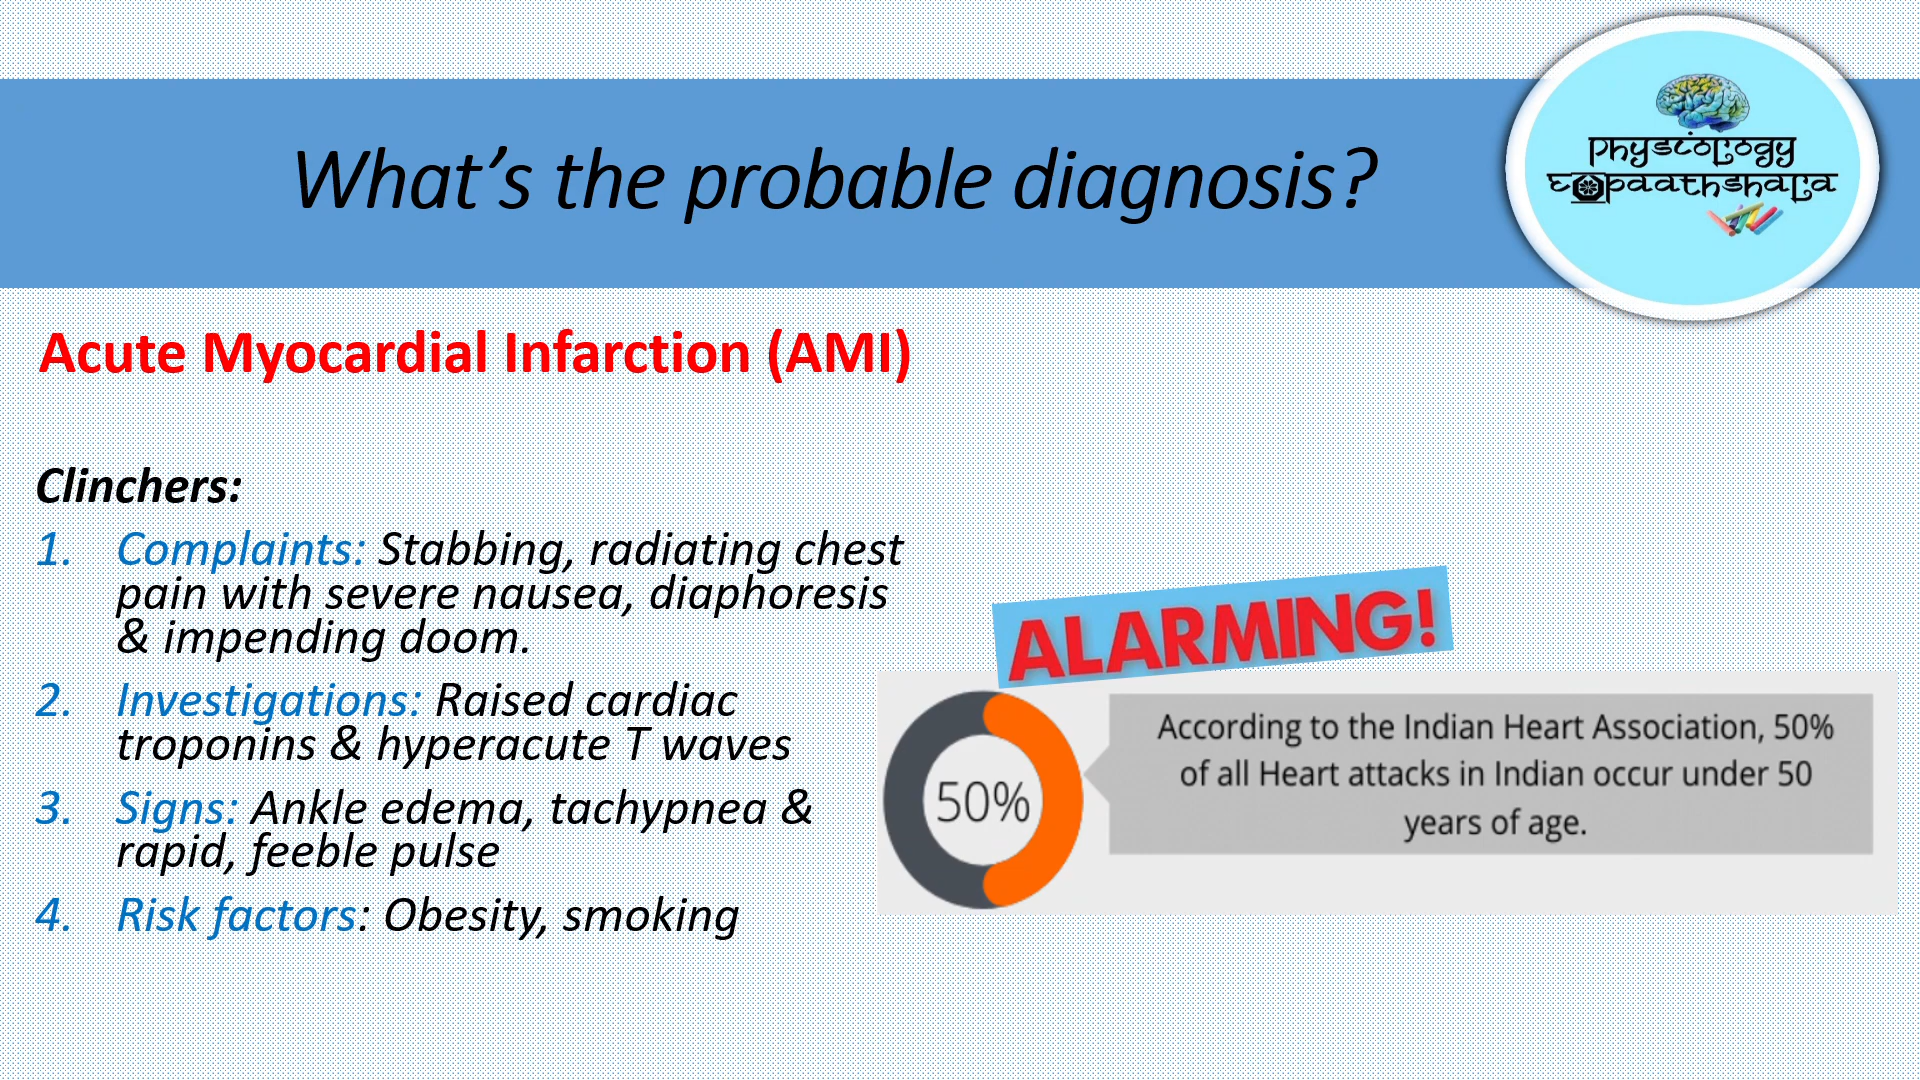 What's the probable diagnosis?
Physiology
ePaathshala
Acute Myocardial Infarction (AMI)
Clinchers:
1. Complaints: Stabbing, radiating chest
pain with severe nausea, diaphoresis
& impending doom.
2. Investigations: Raised cardiac
troponins & hyperacute T waves
3. Signs: Ankle edema, tachypnea &
rapid, feeble pulse
4. Risk factors: Obesity, smoking
ALARMING!
50%
According to the Indian Heart Association, 50%
of all Heart attacks in Indian occur under 50
years of age.